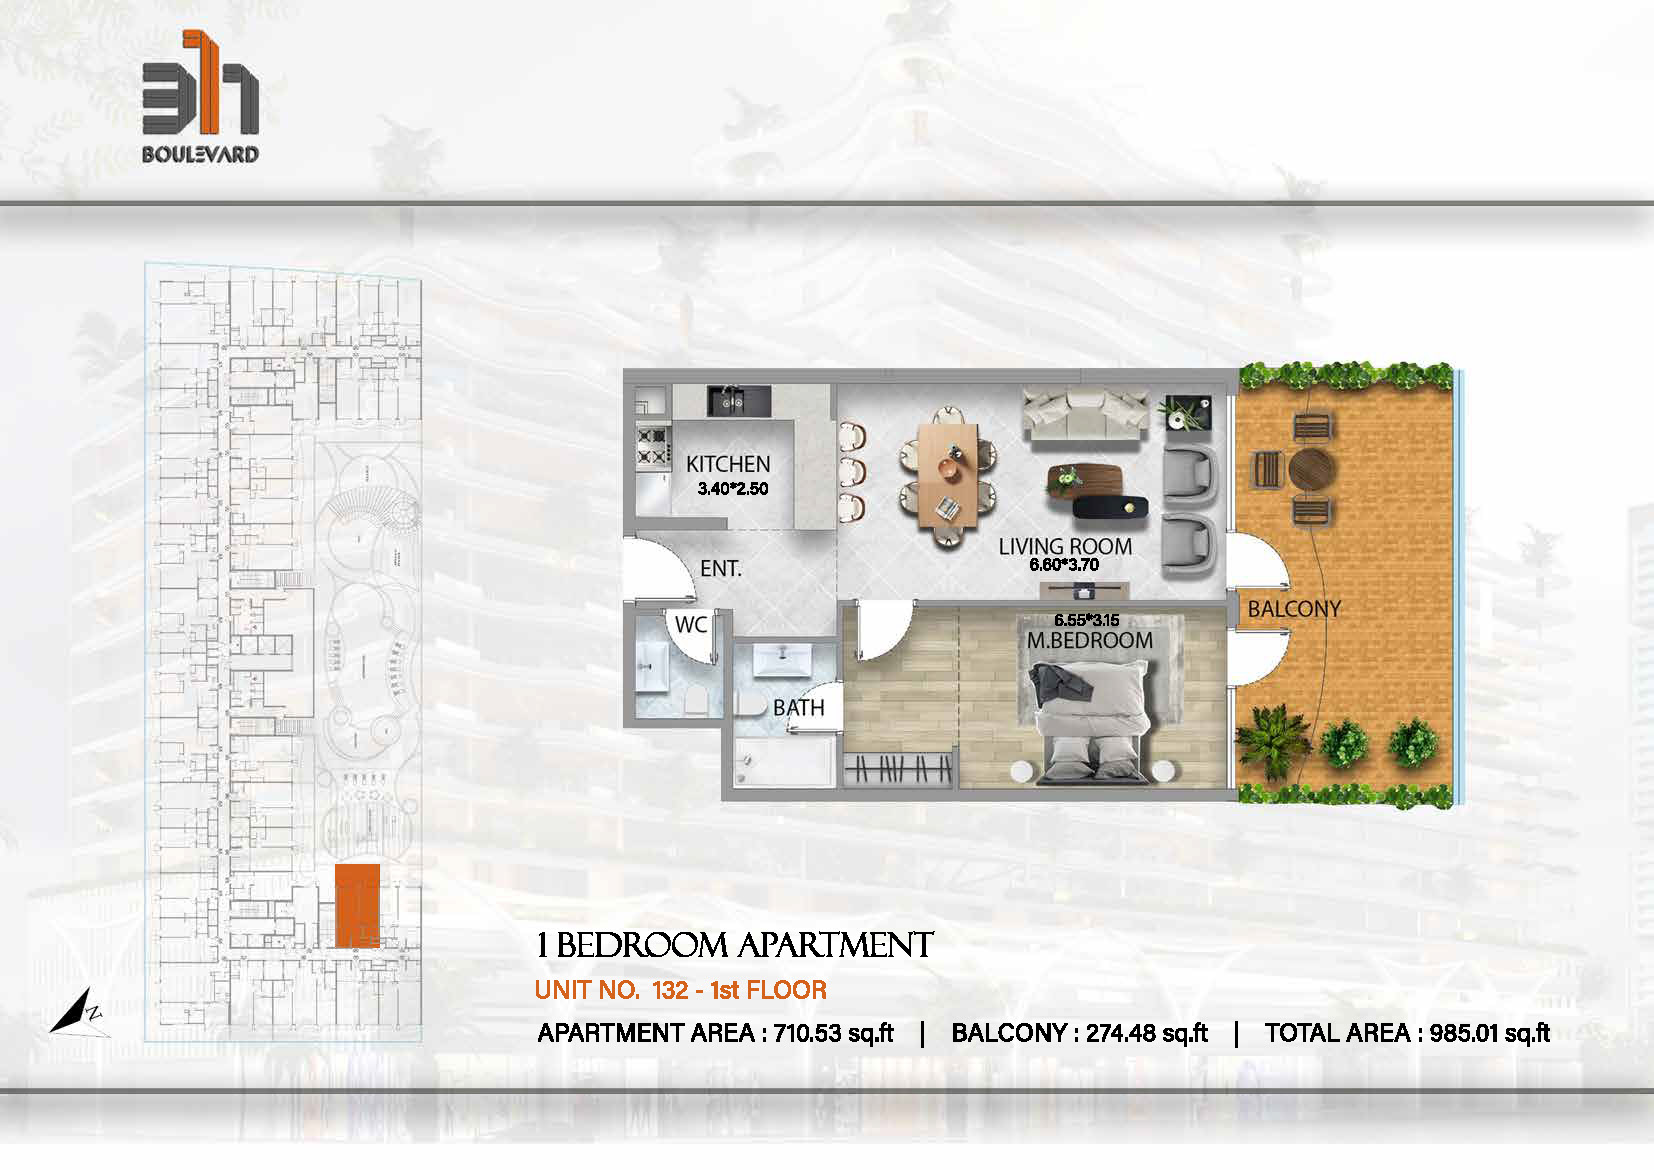 311
BOULEVARD
KITCHEN
3.40*2.50
ENT.
LIVING ROOM
6.60*3.70
WC
BALCONY
6.55*3.15
M.BEDROOM
BATH
1 BEDROOM APARTMENT
UNIT NO. 132 - 1st FLOOR
APARTMENT AREA : 710.53 sq.ft | BALCONY : 274.48 sq.ft | TOTAL AREA : 985.01 sq.ft
Z